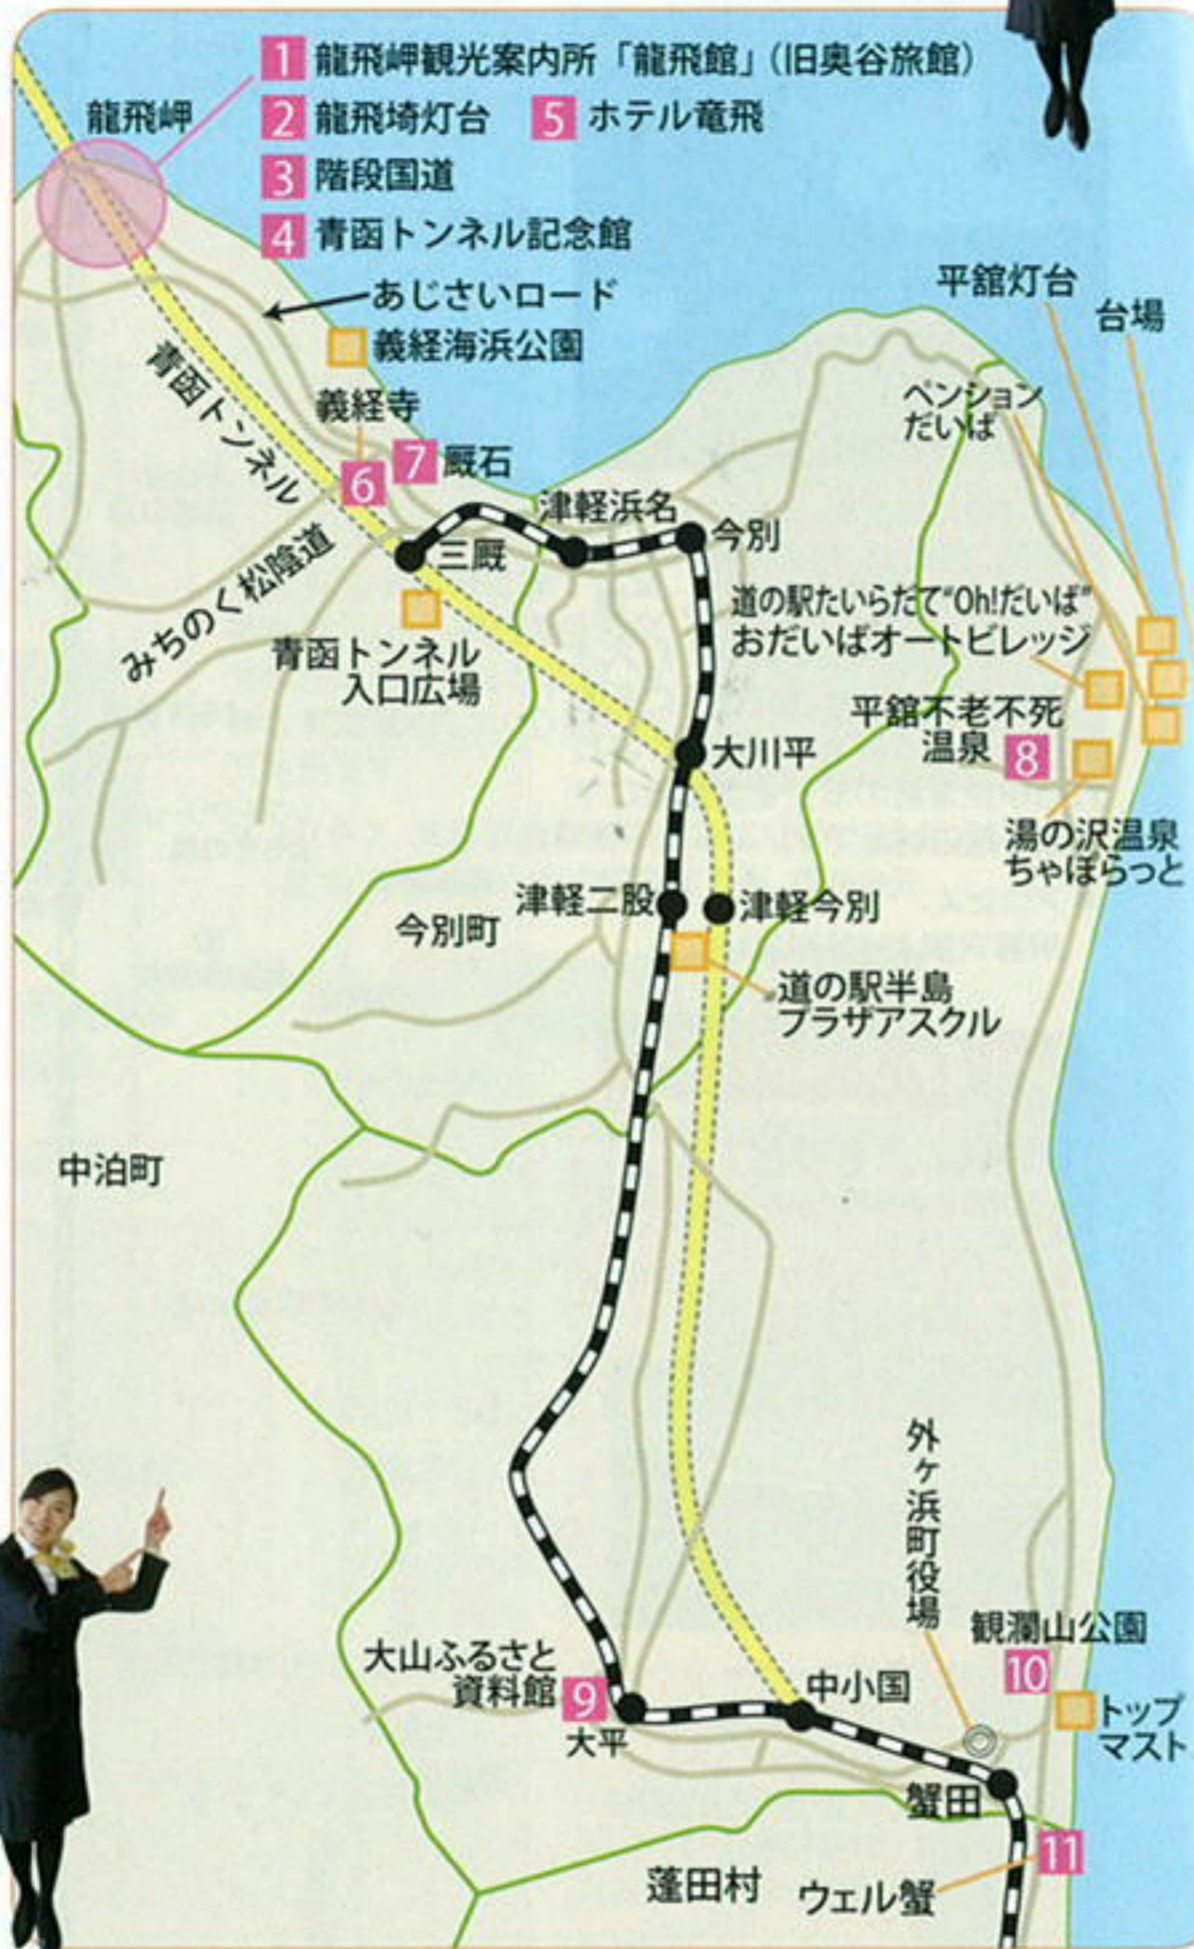 1 龍飛岬観光案内所「龍飛館」(旧奥谷旅館)
龍飛岬
2 龍飛埼灯台 5 ホテル竜飛
3 階段国道
4 青函トンネル記念館
平舘灯台
あじさいロード
台場
義経海浜公園
青函トンネル
ペンション
だいば
義経寺
6
7 厩石
津軽浜名
今別
三厩
みちのく松陰道
道の駅たいらだて“Oh!だいば”
おだいばオートビレッジ
青函トンネル
入口広場
平舘不老不死
温泉 8
大川平
湯の沢温泉
ちゃぽらっと
津軽二股
津軽今別
今別町
道の駅半島
プラザアスクル
中泊町
外ヶ浜町役場
観瀾山公園
10
大山ふるさと
資料館 9
大平
中小国
トップ
マスト
蟹田
11
蓬田村
ウェル蟹